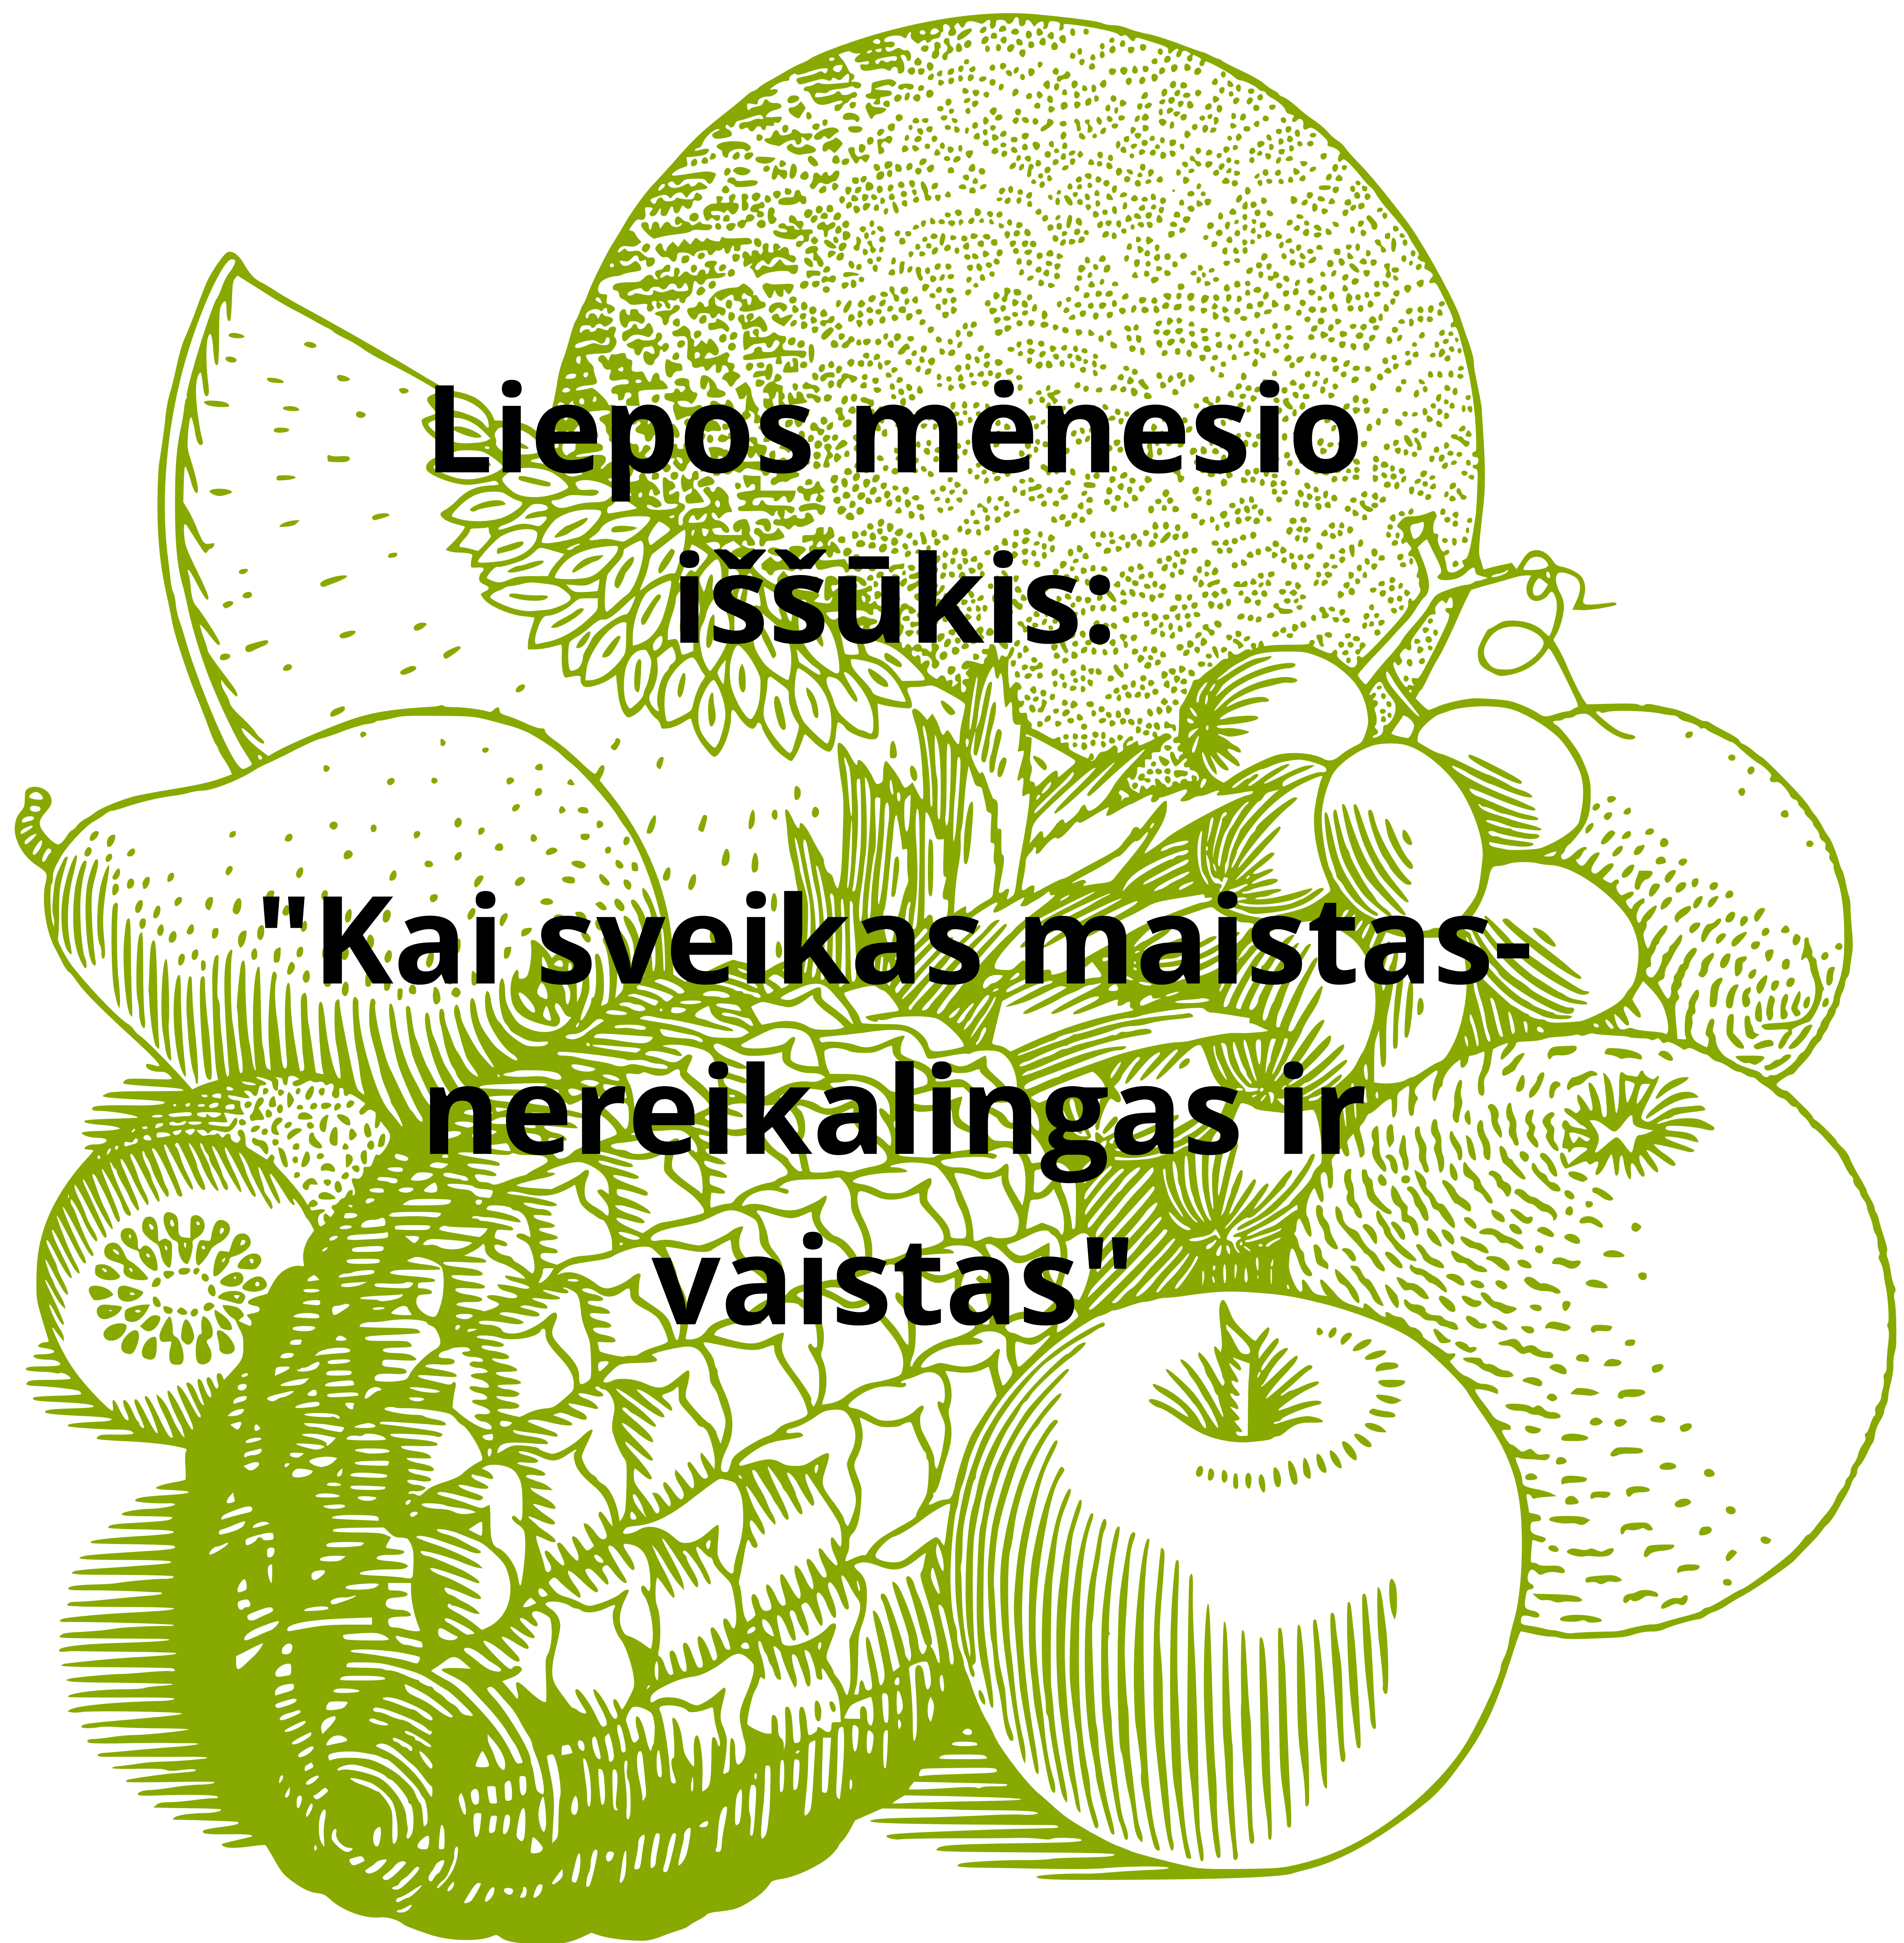 Liepos mėnesio
iššūkis:
"Kai sveikas maistas-
nereikalingas ir
vaistas"